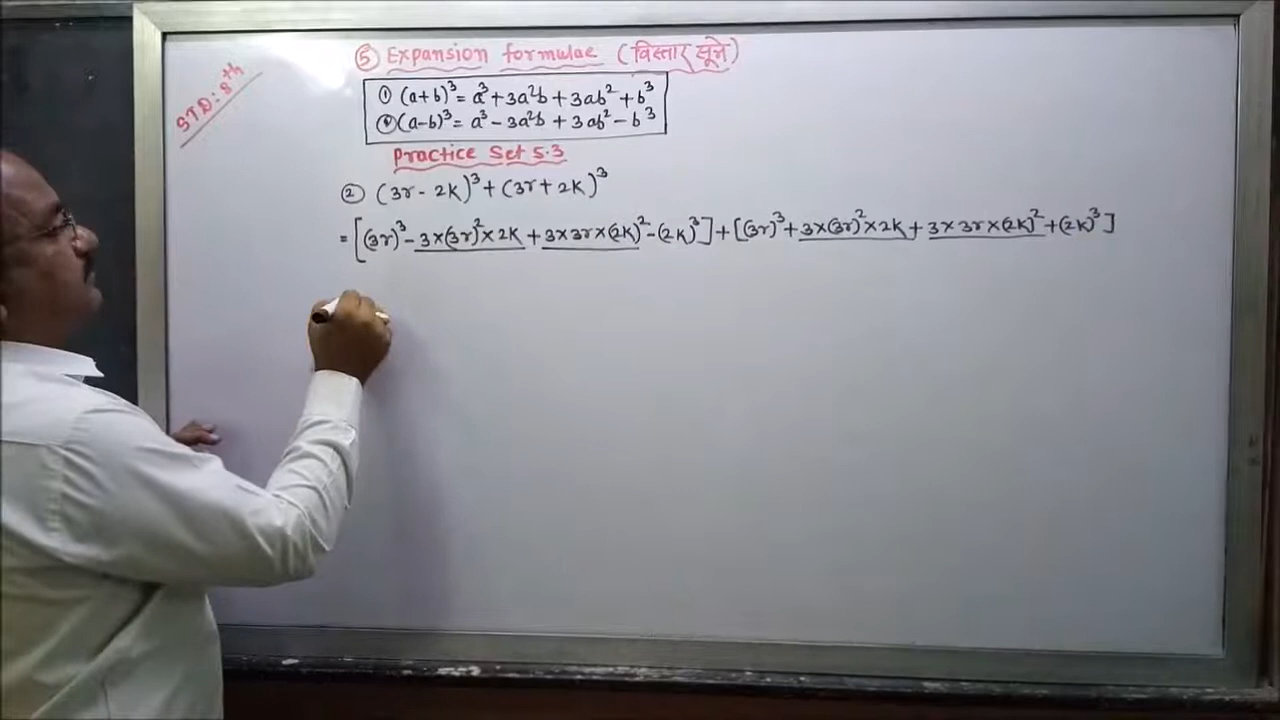 STD: 8th
⑤ Expansion formulae (विस्तार सूत्रे)
① (a+b)³ = a³ + 3a²b + 3ab² + b³
② (a-b)³ = a³ - 3a²b + 3ab² - b³
Practice Set 5.3
② (3r - 2k)³ + (3r + 2k)³
= [(3r)³ - 3×(3r)²×2k + 3×3r×(2k)² - (2k)³] + [(3r)³ + 3×(3r)²×2k + 3×3r×(2k)² + (2k)³]